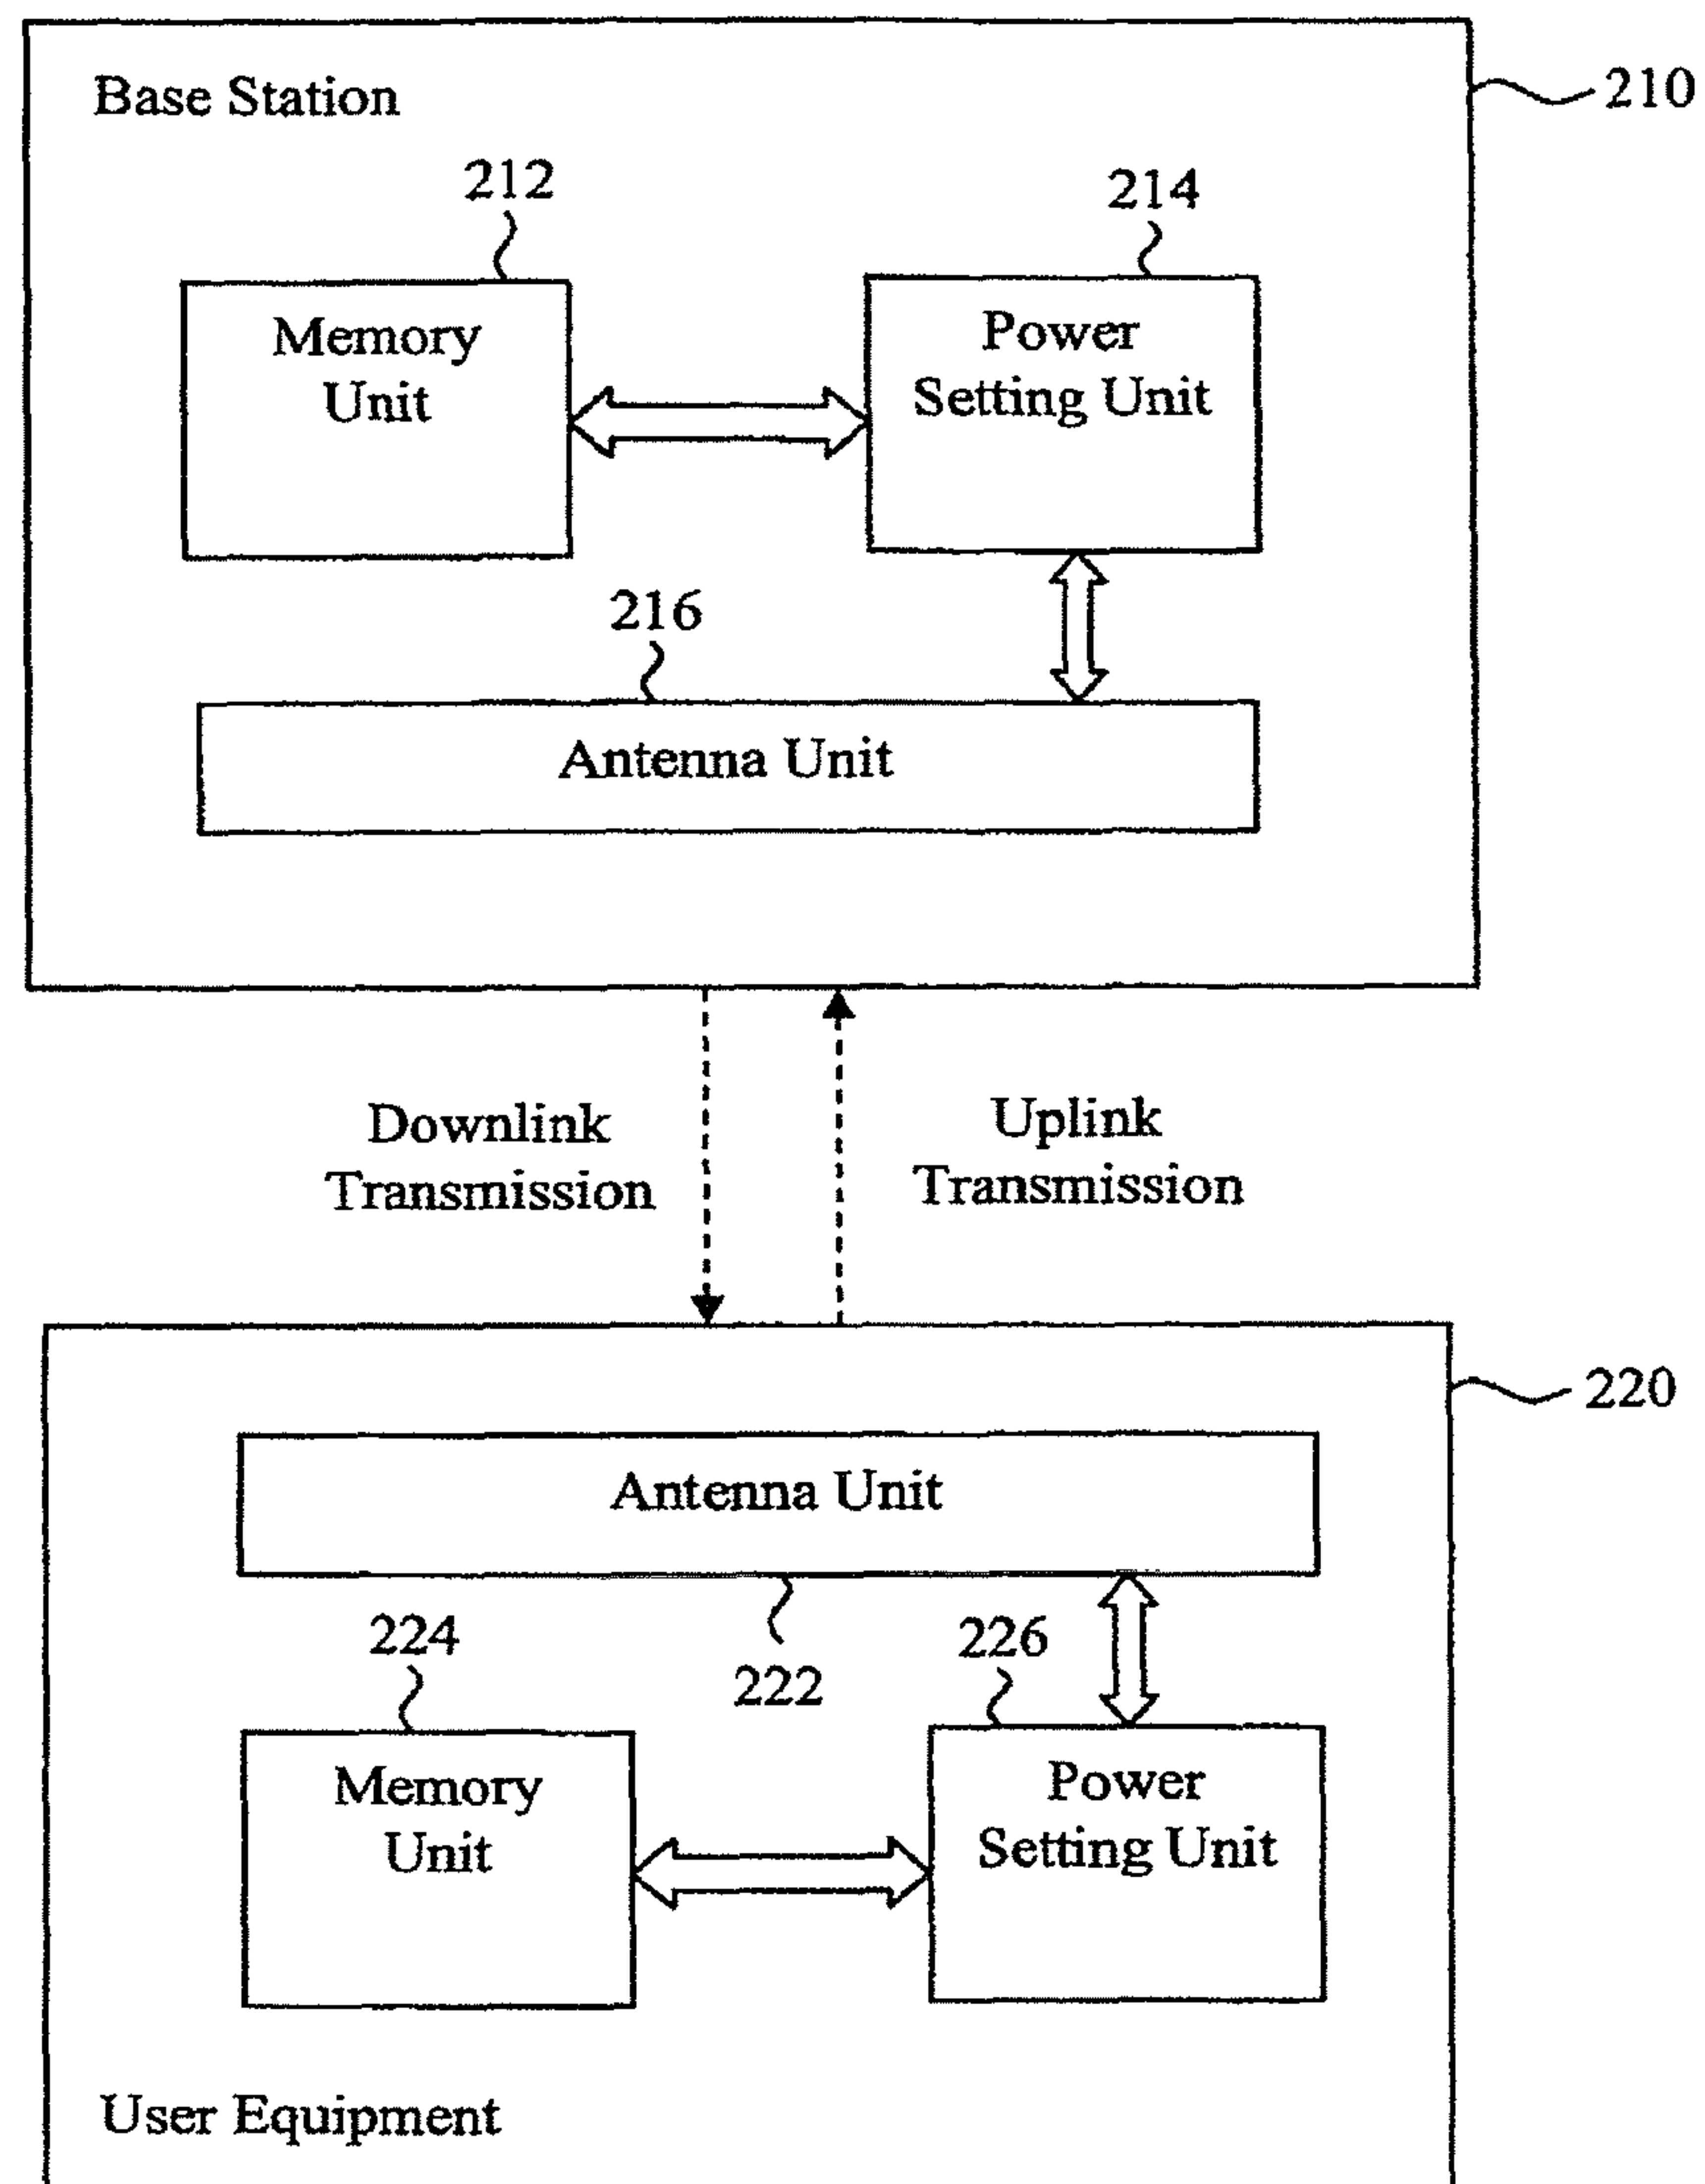 Base Station
210
212
214
Memory
Unit
Power
Setting Unit
216
Antenna Unit
Downlink
Transmission
Uplink
Transmission
220
Antenna Unit
224
222
226
Memory
Unit
Power
Setting Unit
User Equipment